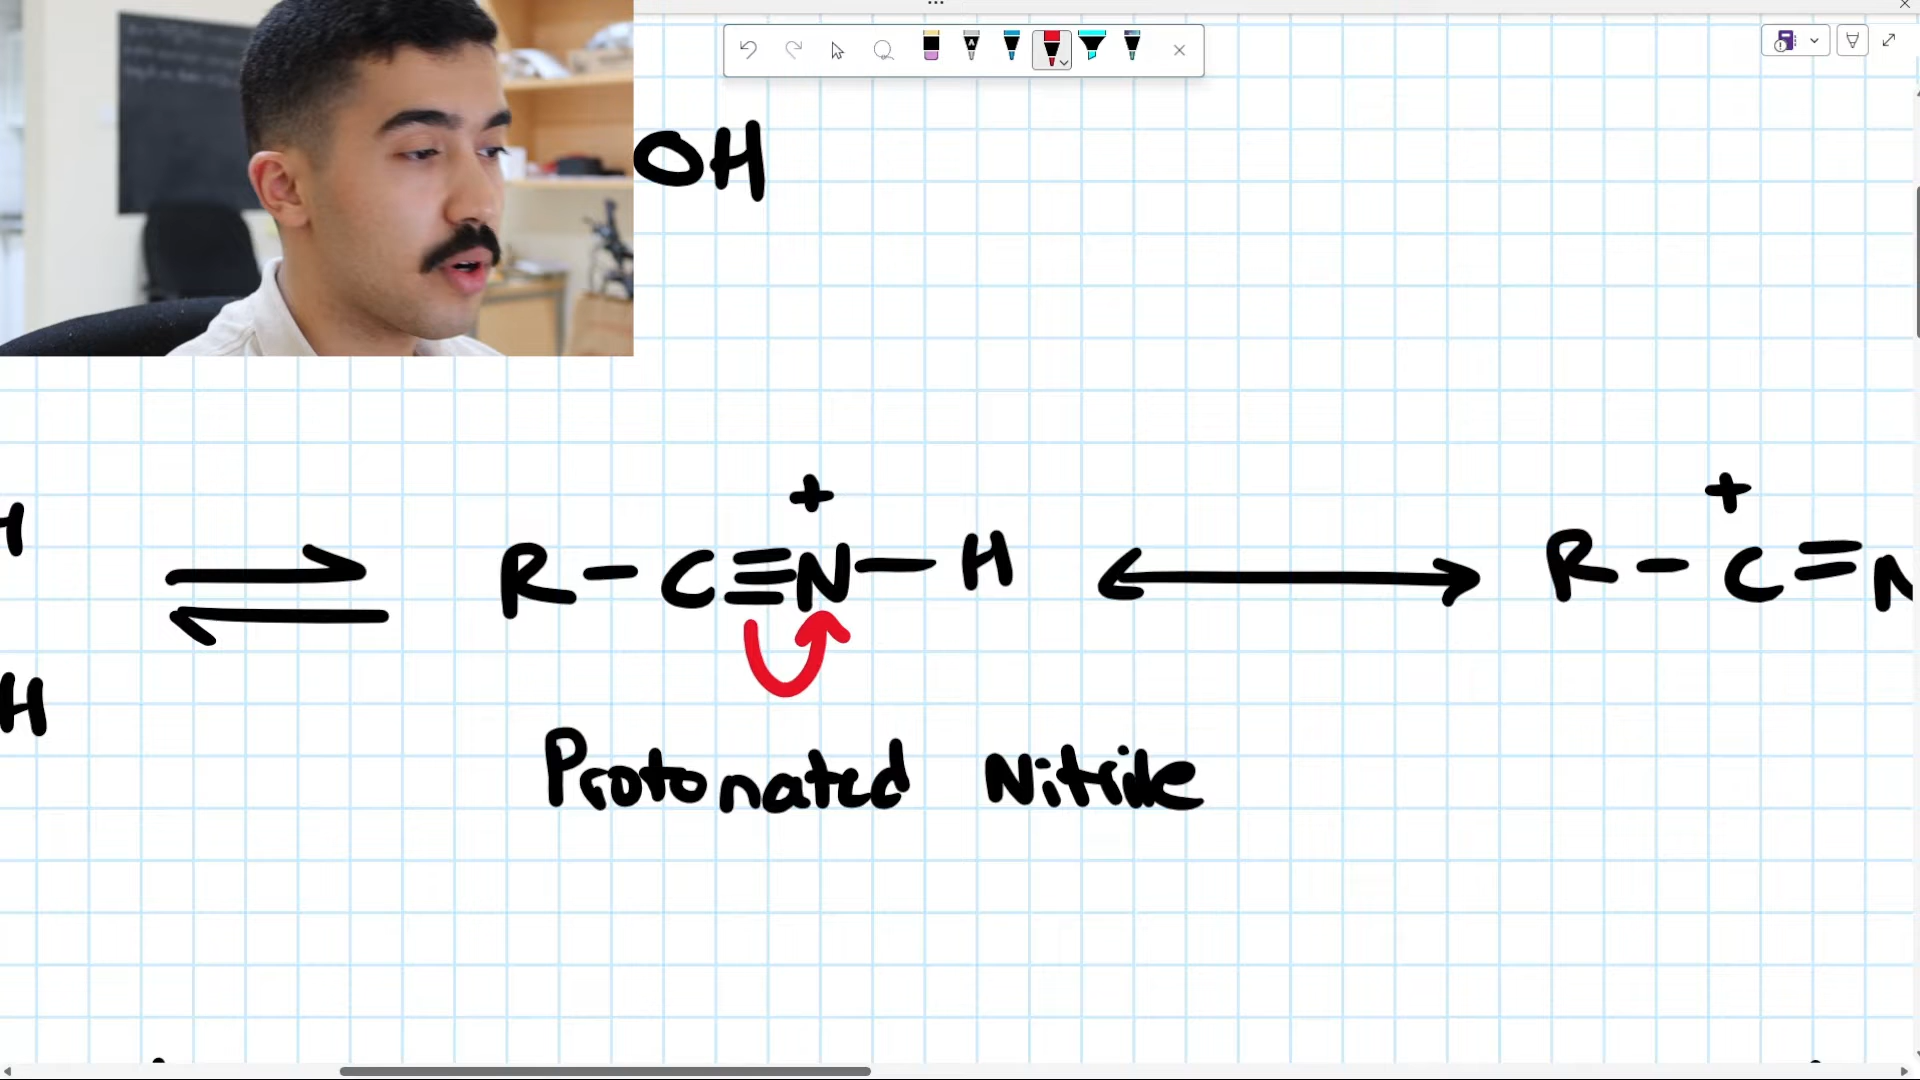 OH
H
+
+
R-C≡N-H
R-C=N
H
Protonated Nitrile